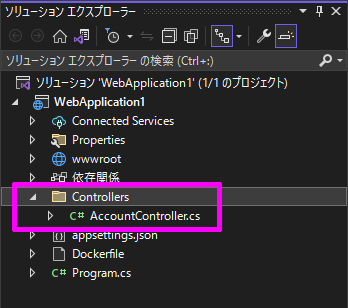 ソリューション エクスプローラー
ソリューション エクスプローラー の検索 (Ctrl+:)
ソリューション 'WebApplication1' (1/1 のプロジェクト)
WebApplication1
Connected Services
Properties
wwwroot
依存関係
Controllers
C# AccountController.cs
appsettings.json
Dockerfile
C# Program.cs